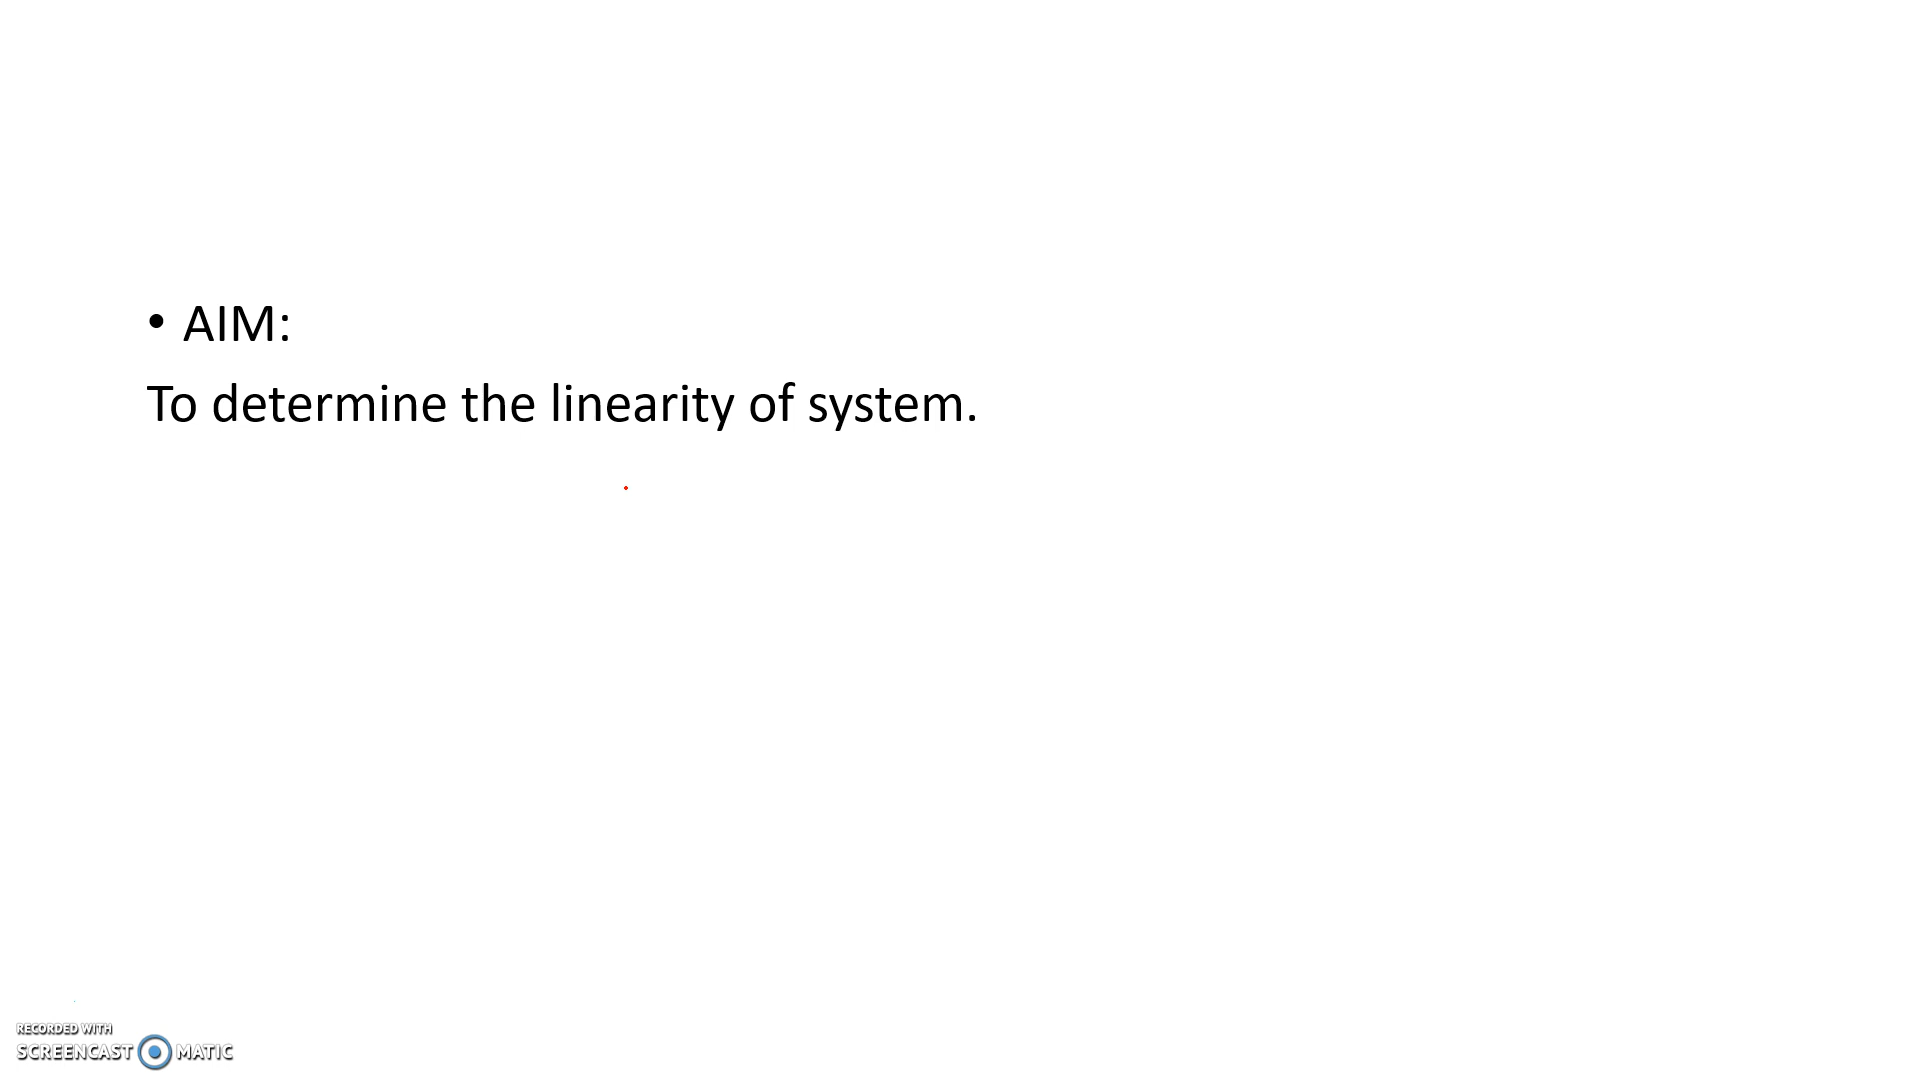 • AIM:
To determine the linearity of system.
RECORDED WITH
SCREENCAST MATIC